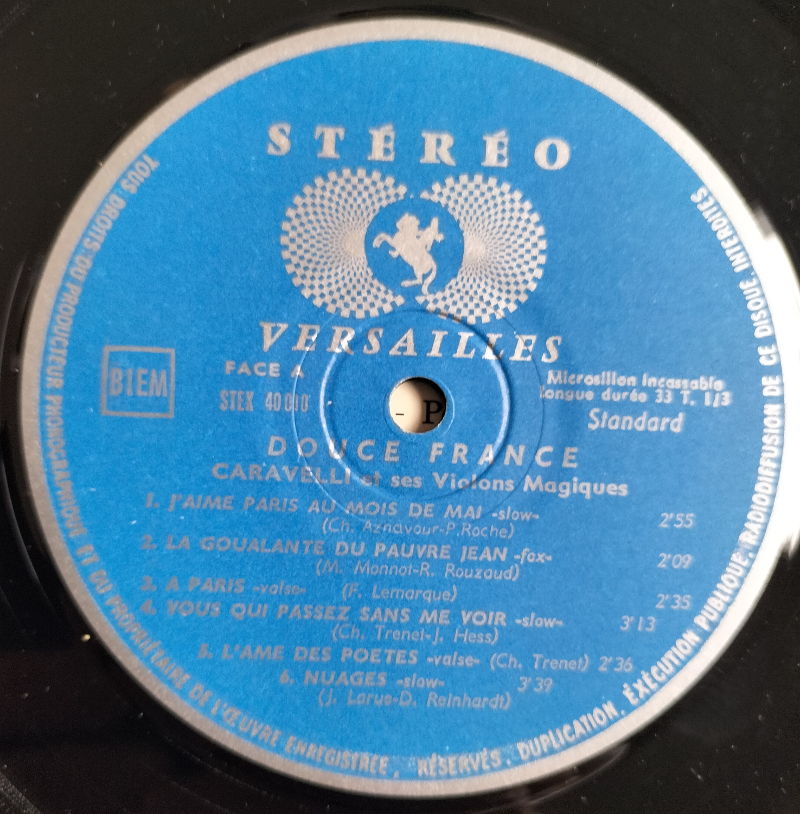 STÉRÉO
VERSAILLES
BIEM
FACE A
STEX 40010
Microsillon Incassable
longue durée 33 T. 1/3
Standard
P
DOUCE FRANCE
CARAVELLI et ses Violons Magiques
1. J'AIME PARIS AU MOIS DE MAI -slow- 2'55
(Ch. Aznavour-P.Roche)
2. LA GOUALANTE DU PAUVRE JEAN -fox- 2'09
(M. Monnot-R. Rouzaud)
3. A PARIS -valse- (F. Lemarque) 2'35
4. VOUS QUI PASSEZ SANS ME VOIR -slow- 3'13
(Ch. Trenet-J. Hess)
5. L'AME DES POETES -valse- (Ch. Trenet) 2'36
6. NUAGES -slow- 3'39
(J. Larue-D. Reinhardt)
TOUS DROITS DU PRODUCTEUR PHONOGRAPHIQUE ET DU PROPRIÉTAIRE DE L'ŒUVRE ENREGISTRÉE, RÉSERVÉS. DUPLICATION, EXÉCUTION PUBLIQUE, RADIODIFFUSION DE CE DISQUE INTERDITES